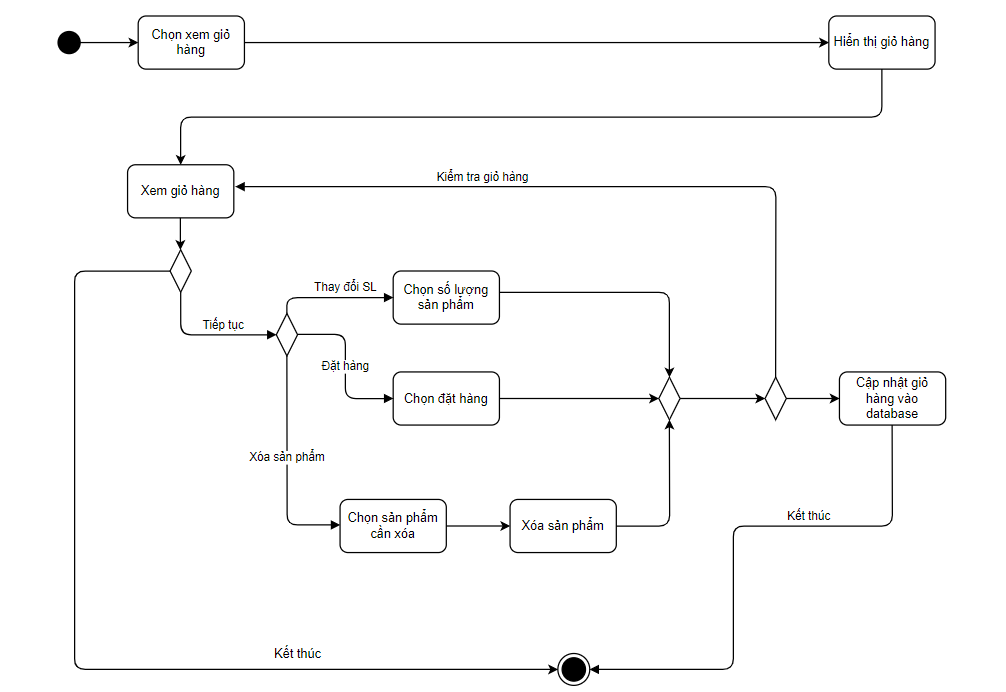 Chọn xem giỏ
hàng
Hiển thị giỏ hàng
Xem giỏ hàng
Kiểm tra giỏ hàng
Thay đổi SL
Chọn số lượng
sản phẩm
Tiếp tục
Đặt hàng
Chọn đặt hàng
Cập nhật giỏ
hàng vào
database
Xóa sản phẩm
Chọn sản phẩm
cần xóa
Xóa sản phẩm
Kết thúc
Kết thúc